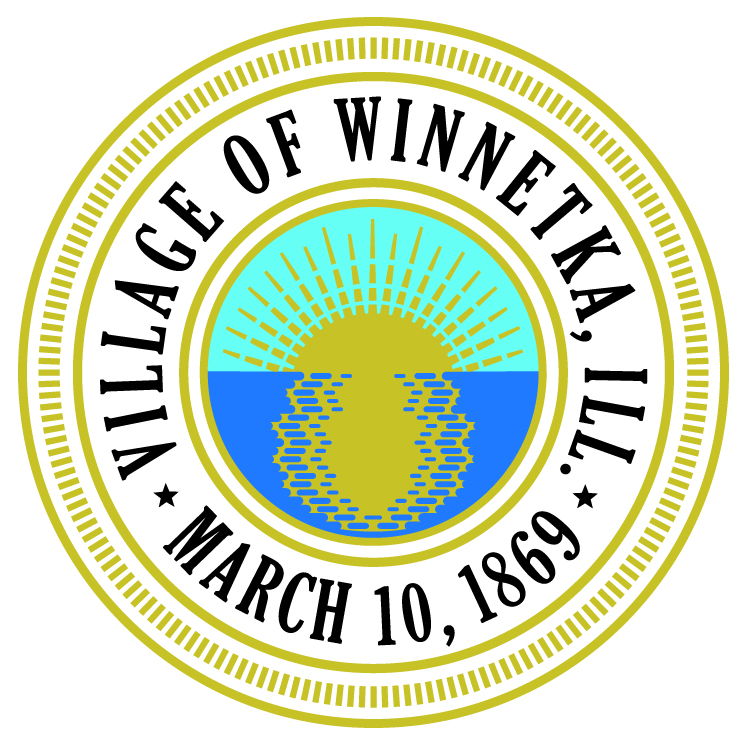 VILLAGE OF WINNETKA, ILL.
MARCH 10, 1869